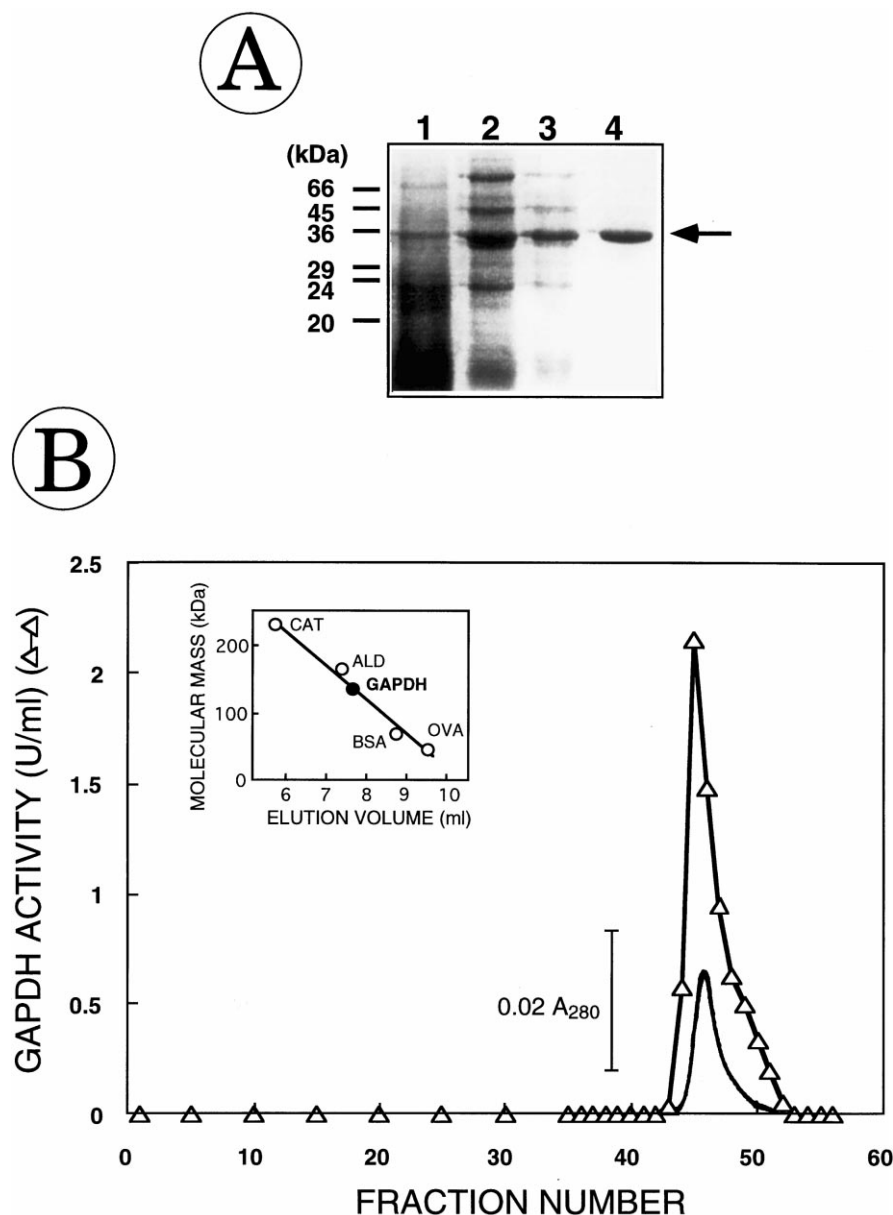 A
1 2 3 4
(kDa)
66
45
36
29
24
20
B
GAPDH ACTIVITY (U/ml) (Δ-Δ)
2.5
2
1.5
1
0.5
0
MOLECULAR MASS (kDa)
200
100
0
CAT
ALD
GAPDH
BSA
OVA
6 7 8 9 10
ELUTION VOLUME (ml)
0.02 A280
0 10 20 30 40 50 60
FRACTION NUMBER